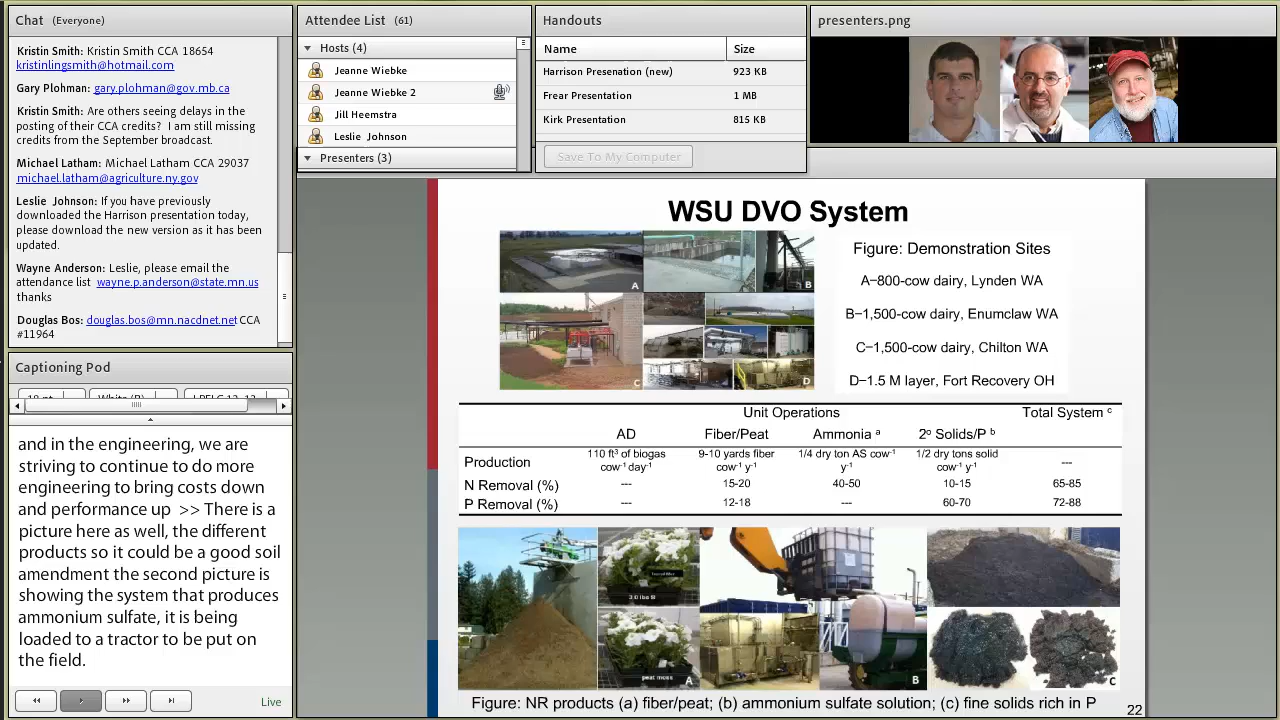 Chat (Everyone)
Kristin Smith: Kristin Smith CCA 18654
kristinlingsmith@hotmail.com
Gary Plohman: gary.plohman@gov.mb.ca
Kristin Smith: Are others seeing delays in the
posting of their CCA credits? I am still missing
credits from the September broadcast.
Michael Latham: Michael Latham CCA 29037
michael.latham@agriculture.ny.gov
Leslie Johnson: If you have previously
downloaded the Harrison presentation today,
please download the new version as it has been
updated.
Wayne Anderson: Leslie, please email the
attendance list wayne.p.anderson@state.mn.us
thanks
Douglas Bos: douglas.bos@mn.nacdnet.net CCA
#11964
Captioning Pod
and in the engineering, we are
striving to continue to do more
engineering to bring costs down
and performance up >> There is a
picture here as well, the different
products so it could be a good soil
amendment the second picture is
showing the system that produces
ammonium sulfate, it is being
loaded to a tractor to be put on
the field.
Live
Attendee List (61)
Hosts (4)
Jeanne Wiebke
Jeanne Wiebke 2
Jill Heemstra
Leslie Johnson
Presenters (3)
Handouts
Name Size
Harrison Presenation (new) 923 KB
Frear Presentation 1 MB
Kirk Presentation 815 KB
Save To My Computer
presenters.png
WSU DVO System
A
B
C
D
Figure: Demonstration Sites
A–800-cow dairy, Lynden WA
B–1,500-cow dairy, Enumclaw WA
C–1,500-cow dairy, Chilton WA
D–1.5 M layer, Fort Recovery OH
Unit Operations Total System c
AD Fiber/Peat Ammonia a 2o Solids/P b
Production 110 ft3 of biogas cow-1 day-1 9-10 yards fiber cow-1 y-1 1/4 dry ton AS cow-1 y-1 1/2 dry tons solid cow-1 y-1 ---
N Removal (%) --- 15-20 40-50 10-15 65-85
P Removal (%) --- 12-18 --- 60-70 72-88
peat moss
A
B
C
Figure: NR products (a) fiber/peat; (b) ammonium sulfate solution; (c) fine solids rich in P
22